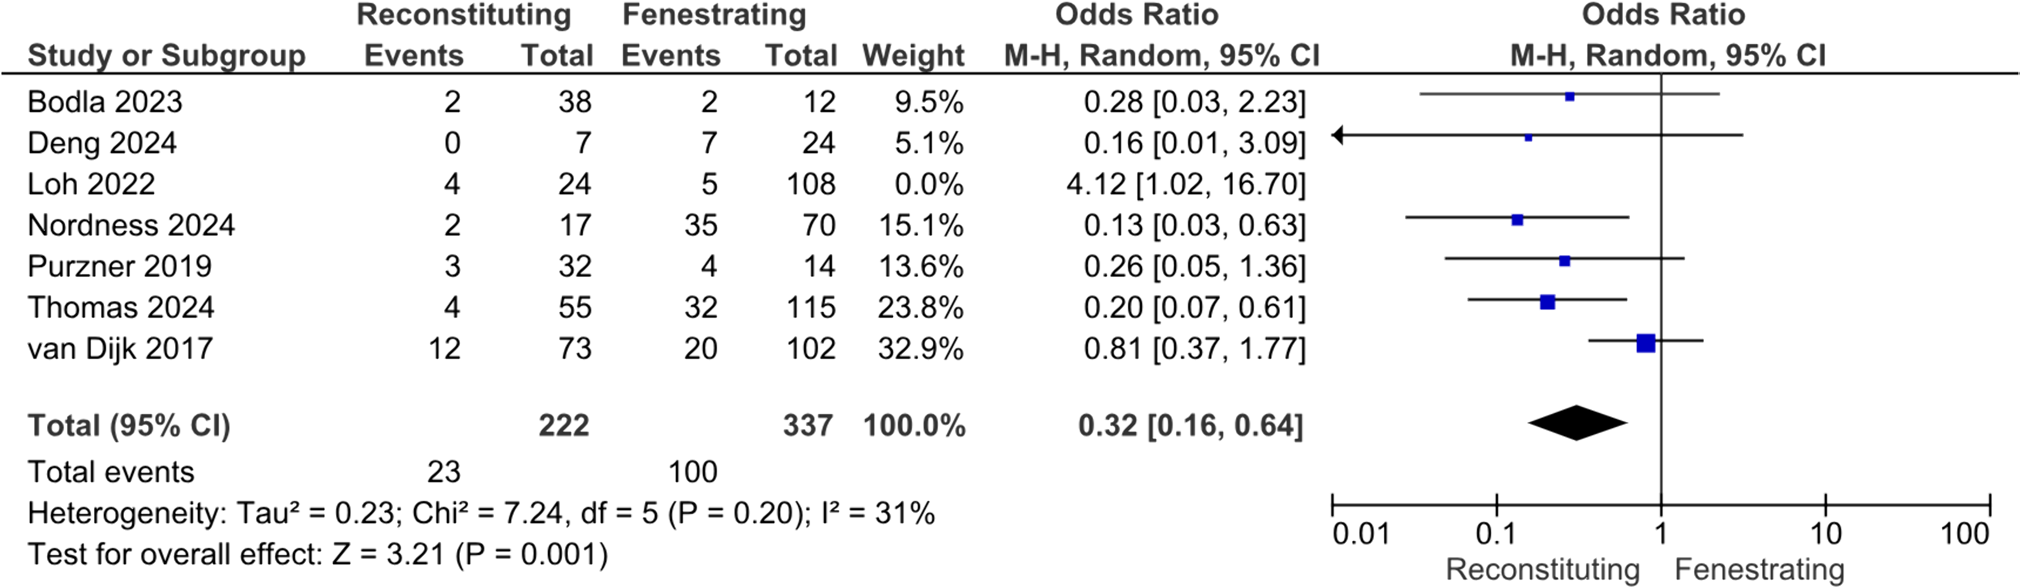 Reconstituting Fenestrating Odds Ratio Odds Ratio
Study or Subgroup Events Total Events Total Weight M-H, Random, 95% CI M-H, Random, 95% CI
Bodla 2023 2 38 2 12 9.5% 0.28 [0.03, 2.23]
Deng 2024 0 7 7 24 5.1% 0.16 [0.01, 3.09]
Loh 2022 4 24 5 108 0.0% 4.12 [1.02, 16.70]
Nordness 2024 2 17 35 70 15.1% 0.13 [0.03, 0.63]
Purzner 2019 3 32 4 14 13.6% 0.26 [0.05, 1.36]
Thomas 2024 4 55 32 115 23.8% 0.20 [0.07, 0.61]
van Dijk 2017 12 73 20 102 32.9% 0.81 [0.37, 1.77]
Total (95% CI) 222 337 100.0% 0.32 [0.16, 0.64]
Total events 23 100
Heterogeneity: Tau² = 0.23; Chi² = 7.24, df = 5 (P = 0.20); I² = 31%
Test for overall effect: Z = 3.21 (P = 0.001)
0.01 0.1 1 10 100
Reconstituting Fenestrating